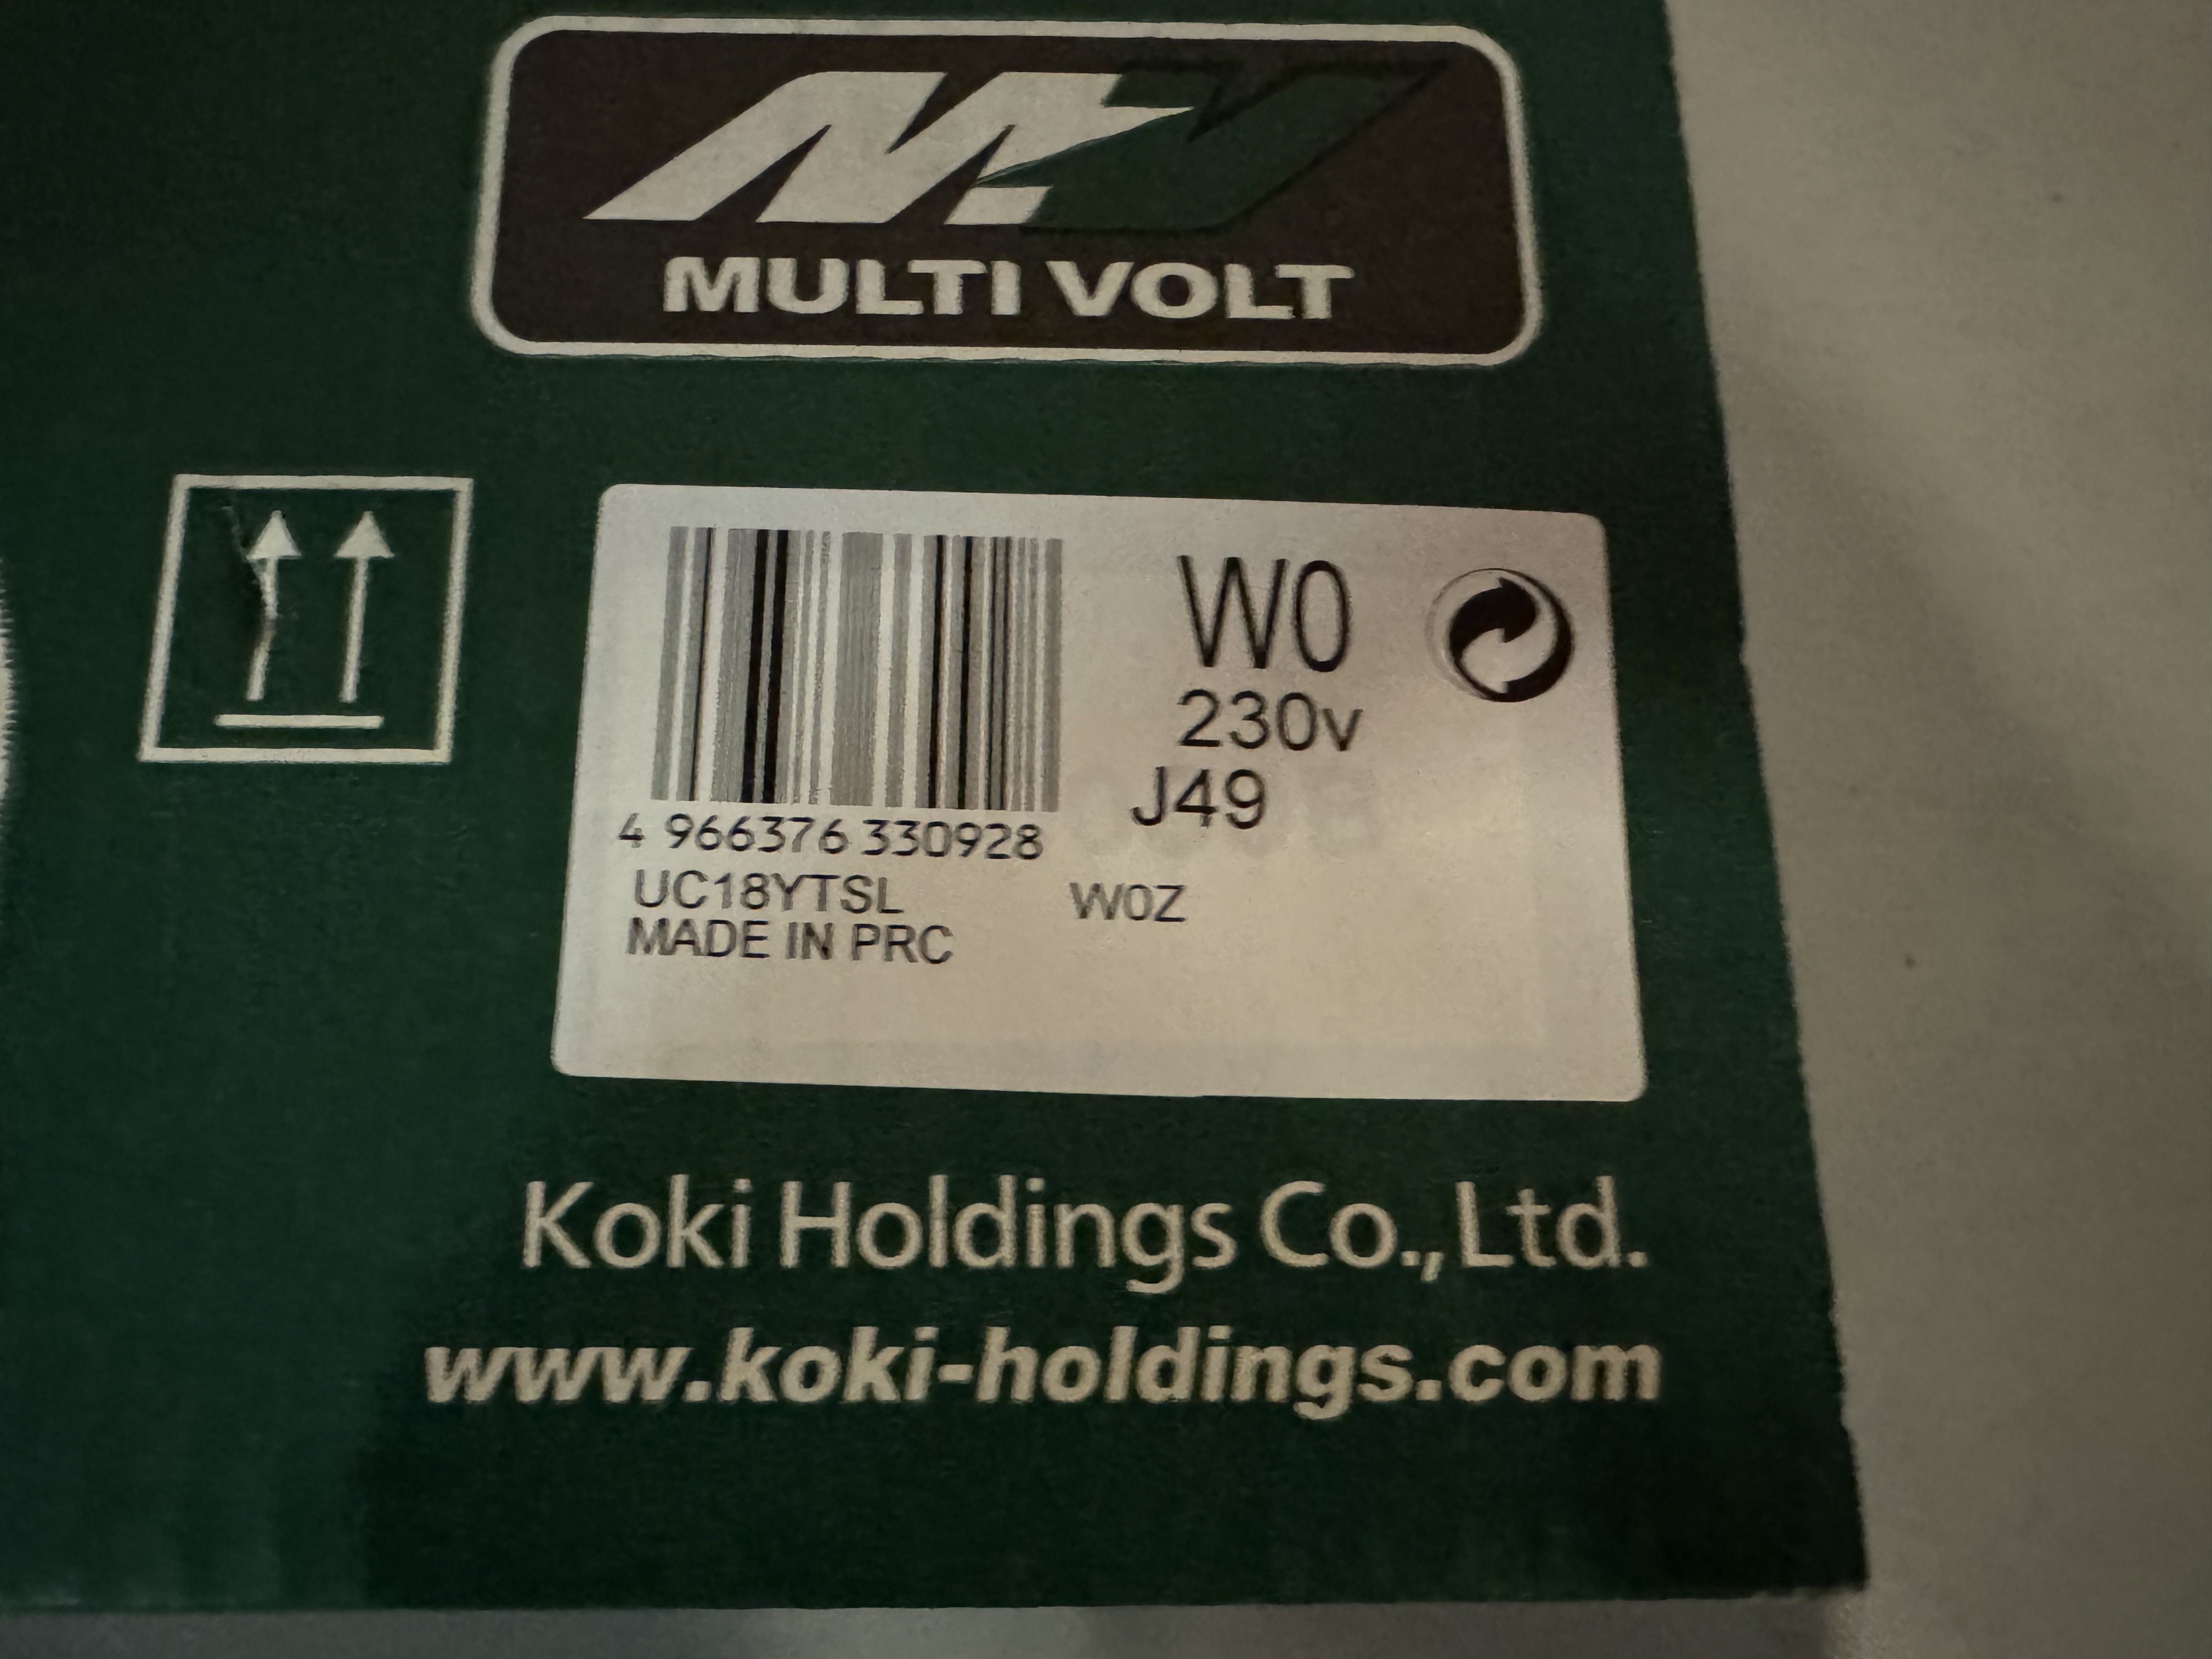 MV
MULTI VOLT
W0
230v
J49
4 966376 330928
UC18YTSL W0Z
MADE IN PRC
Koki Holdings Co., Ltd.
www.koki-holdings.com